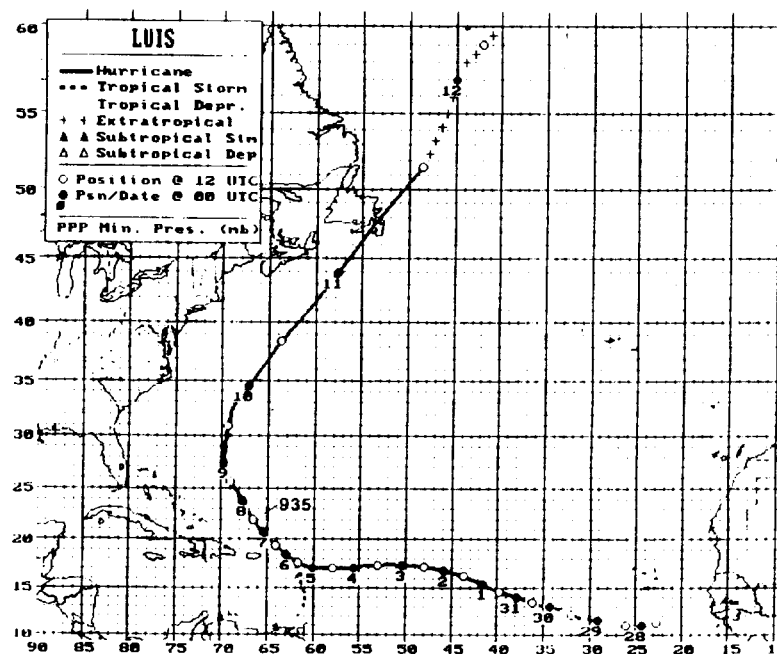 LUIS
Hurricane
Tropical Storm
Tropical Depr.
+ + Extratropical
▲ ▲ Subtropical Stm
△ △ Subtropical Dep
○ Position @ 12 UTC
● Psn/Date @ 00 UTC
PPP Min. Pres. (mb)
60
55
50
45
40
35
30
25
20
15
10
90 85 80 75 70 65 60 55 50 45 40 35 30 25 20 15 10
12
11
10
9
8
935
7
6
5
4
3
2
1
31
30
29
28